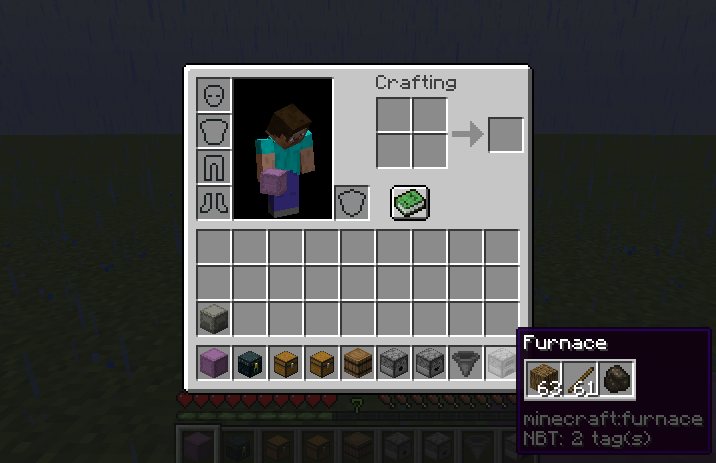 Crafting
Furnace
63 61
minecraft:furnace
NBT: 2 tag(s)
7